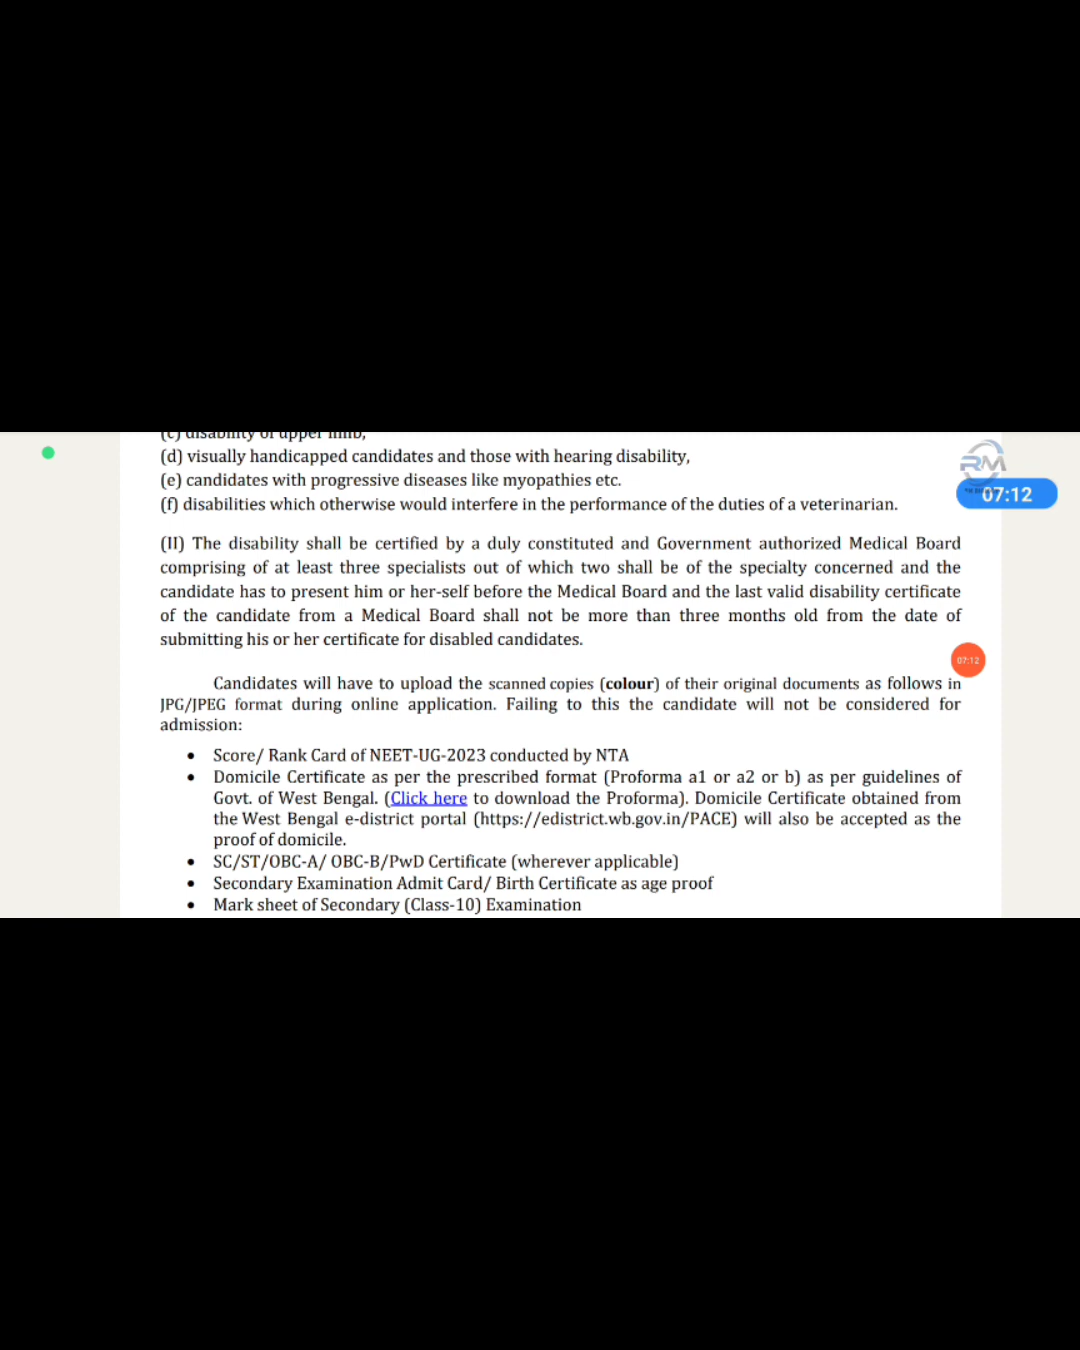 (c) disability of upper limb,
(d) visually handicapped candidates and those with hearing disability,
(e) candidates with progressive diseases like myopathies etc.
(f) disabilities which otherwise would interfere in the performance of the duties of a veterinarian.
RM
07:12
(II) The disability shall be certified by a duly constituted and Government authorized Medical Board
comprising of at least three specialists out of which two shall be of the specialty concerned and the
candidate has to present him or her-self before the Medical Board and the last valid disability certificate
of the candidate from a Medical Board shall not be more than three months old from the date of
submitting his or her certificate for disabled candidates.
07:12
Candidates will have to upload the scanned copies (colour) of their original documents as follows in
JPG/JPEG format during online application. Failing to this the candidate will not be considered for
admission:
• Score/ Rank Card of NEET-UG-2023 conducted by NTA
• Domicile Certificate as per the prescribed format (Proforma a1 or a2 or b) as per guidelines of
Govt. of West Bengal. (Click here to download the Proforma). Domicile Certificate obtained from
the West Bengal e-district portal (https://edistrict.wb.gov.in/PACE) will also be accepted as the
proof of domicile.
• SC/ST/OBC-A/ OBC-B/PwD Certificate (wherever applicable)
• Secondary Examination Admit Card/ Birth Certificate as age proof
• Mark sheet of Secondary (Class-10) Examination